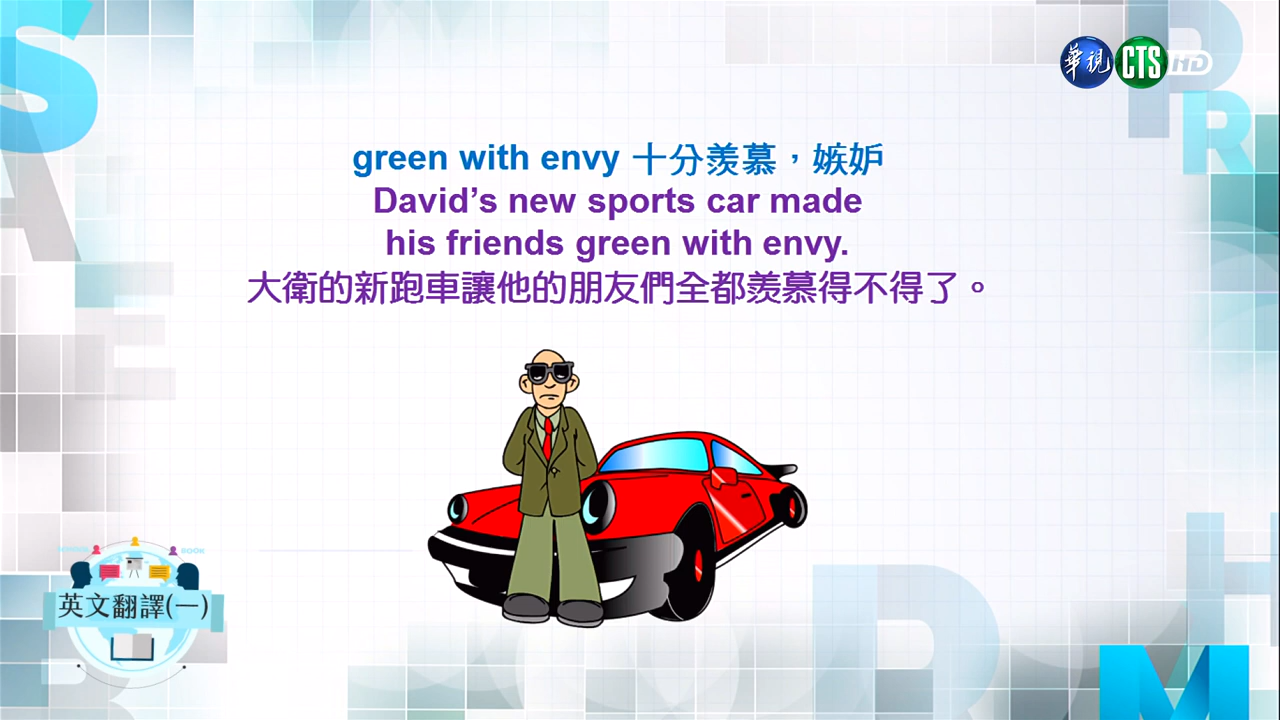 華視 CTS HD
green with envy 十分羨慕，嫉妒
David's new sports car made
his friends green with envy.
大衛的新跑車讓他的朋友們全都羨慕得不得了。
BOOK
英文翻譯(一)